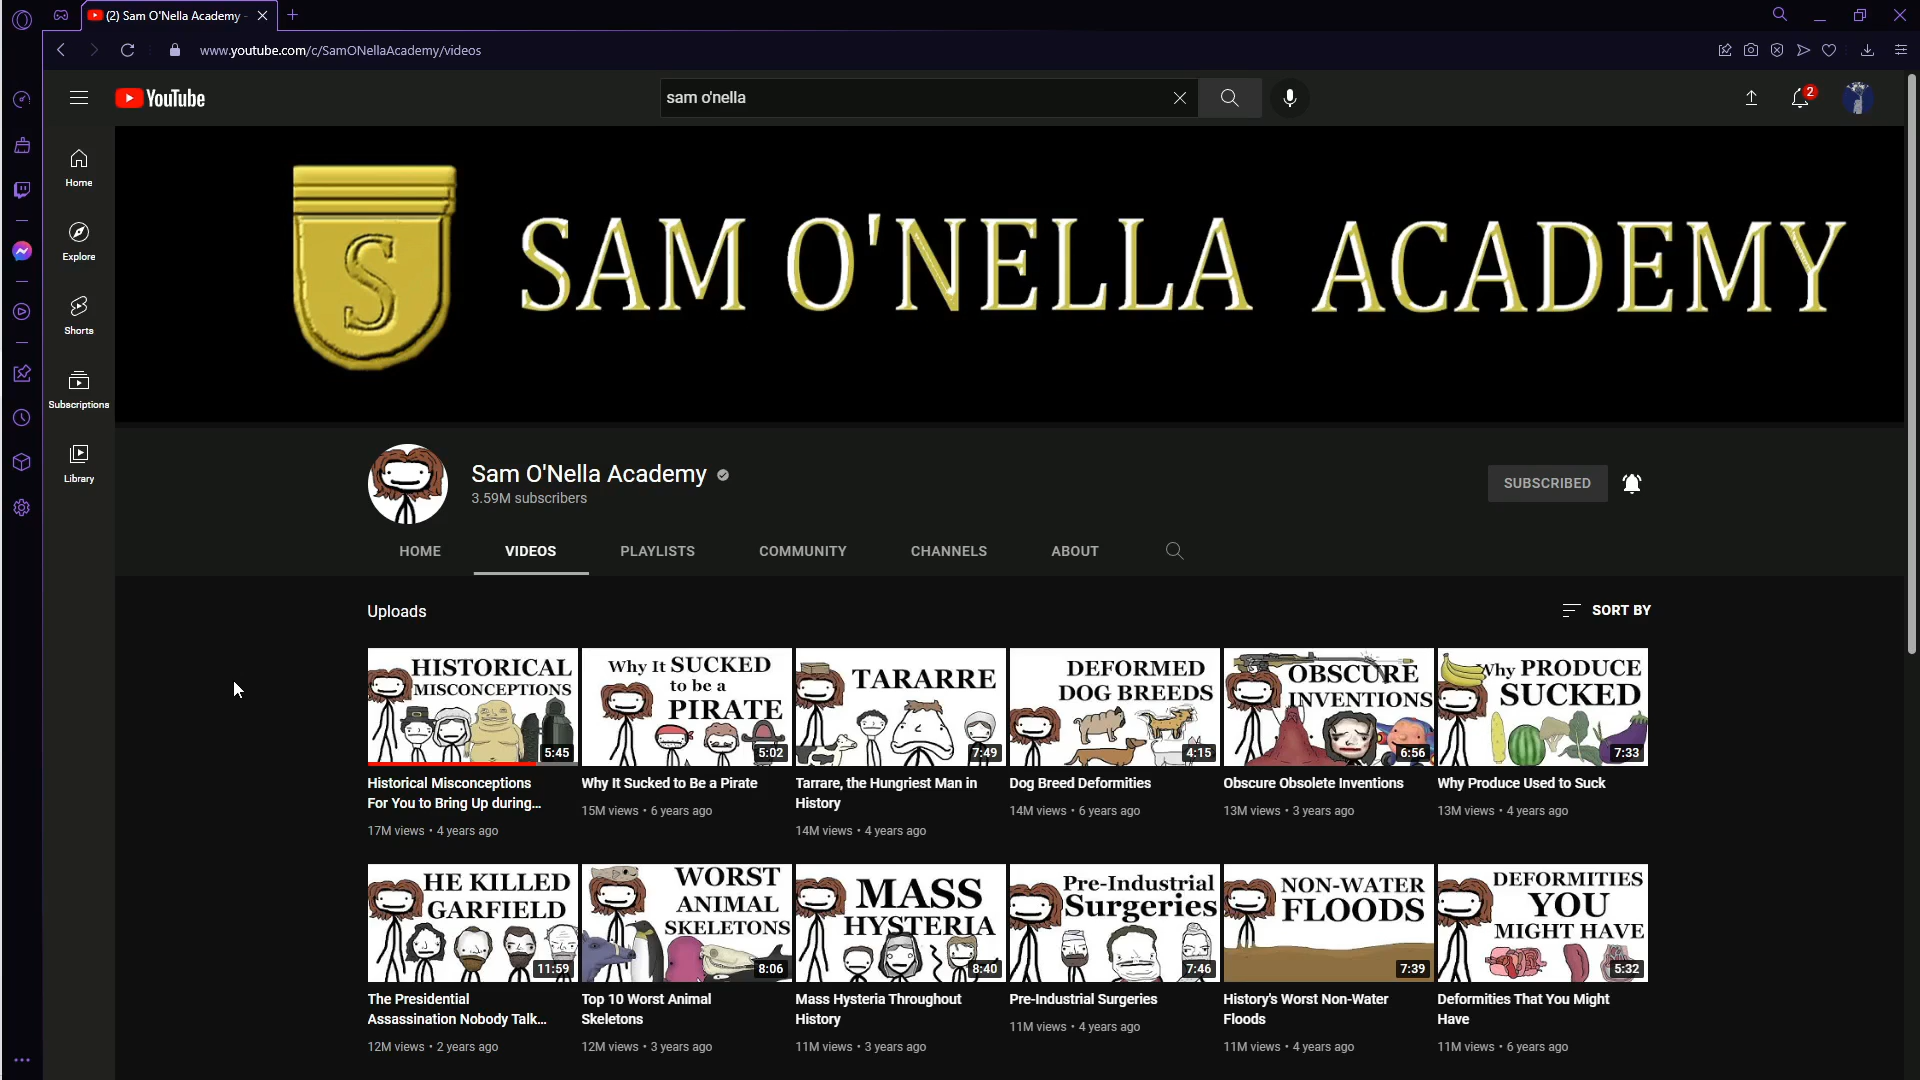 (2) Sam O'Nella Academy -
www.youtube.com/c/SamONellaAcademy/videos
YouTube
sam o'nella
2
Home
Explore
Shorts
Subscriptions
Library
S
SAM O'NELLA ACADEMY
Sam O'Nella Academy
3.59M subscribers
SUBSCRIBED
HOME
VIDEOS
PLAYLISTS
COMMUNITY
CHANNELS
ABOUT
Uploads
SORT BY
HISTORICAL
MISCONCEPTIONS
5:45
Historical Misconceptions
For You to Bring Up during...
17M views • 4 years ago
Why It SUCKED
to be a
PIRATE
5:02
Why It Sucked to Be a Pirate
15M views • 6 years ago
TARARRE
7:49
Tarrare, the Hungriest Man in
History
14M views • 4 years ago
DEFORMED
DOG BREEDS
4:15
Dog Breed Deformities
14M views • 6 years ago
OBSCURE
INVENTIONS
6:56
Obscure Obsolete Inventions
13M views • 3 years ago
Why PRODUCE
SUCKED
7:33
Why Produce Used to Suck
13M views • 4 years ago
HE KILLED
GARFIELD
11:59
The Presidential
Assassination Nobody Talk...
12M views • 2 years ago
WORST
ANIMAL
SKELETONS
8:06
Top 10 Worst Animal
Skeletons
12M views • 3 years ago
MASS
HYSTERIA
8:40
Mass Hysteria Throughout
History
11M views • 3 years ago
Pre-Industrial
Surgeries
7:46
Pre-Industrial Surgeries
11M views • 4 years ago
NON-WATER
FLOODS
7:39
History's Worst Non-Water
Floods
11M views • 4 years ago
DEFORMITIES
YOU
MIGHT HAVE
5:32
Deformities That You Might
Have
11M views • 6 years ago